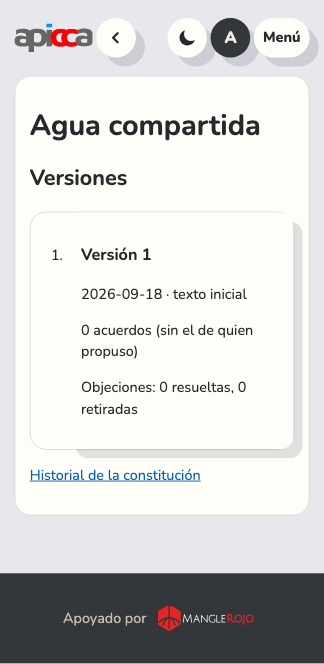 apicca
A
Menú
Agua compartida
Versiones
1. Versión 1
2026-09-18 · texto inicial
0 acuerdos (sin el de quien
propuso)
Objeciones: 0 resueltas, 0
retiradas
Historial de la constitución
Apoyado por MANGLEROJO